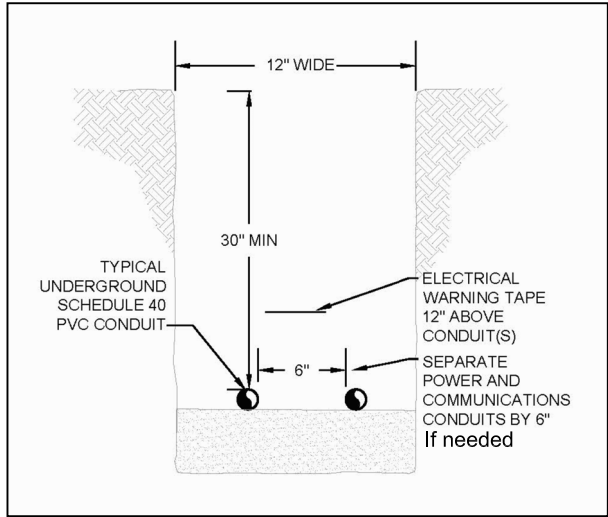 12" WIDE
30" MIN
TYPICAL
UNDERGROUND
SCHEDULE 40
PVC CONDUIT
ELECTRICAL
WARNING TAPE
12" ABOVE
CONDUIT(S)
6"
SEPARATE
POWER AND
COMMUNICATIONS
CONDUITS BY 6"
If needed